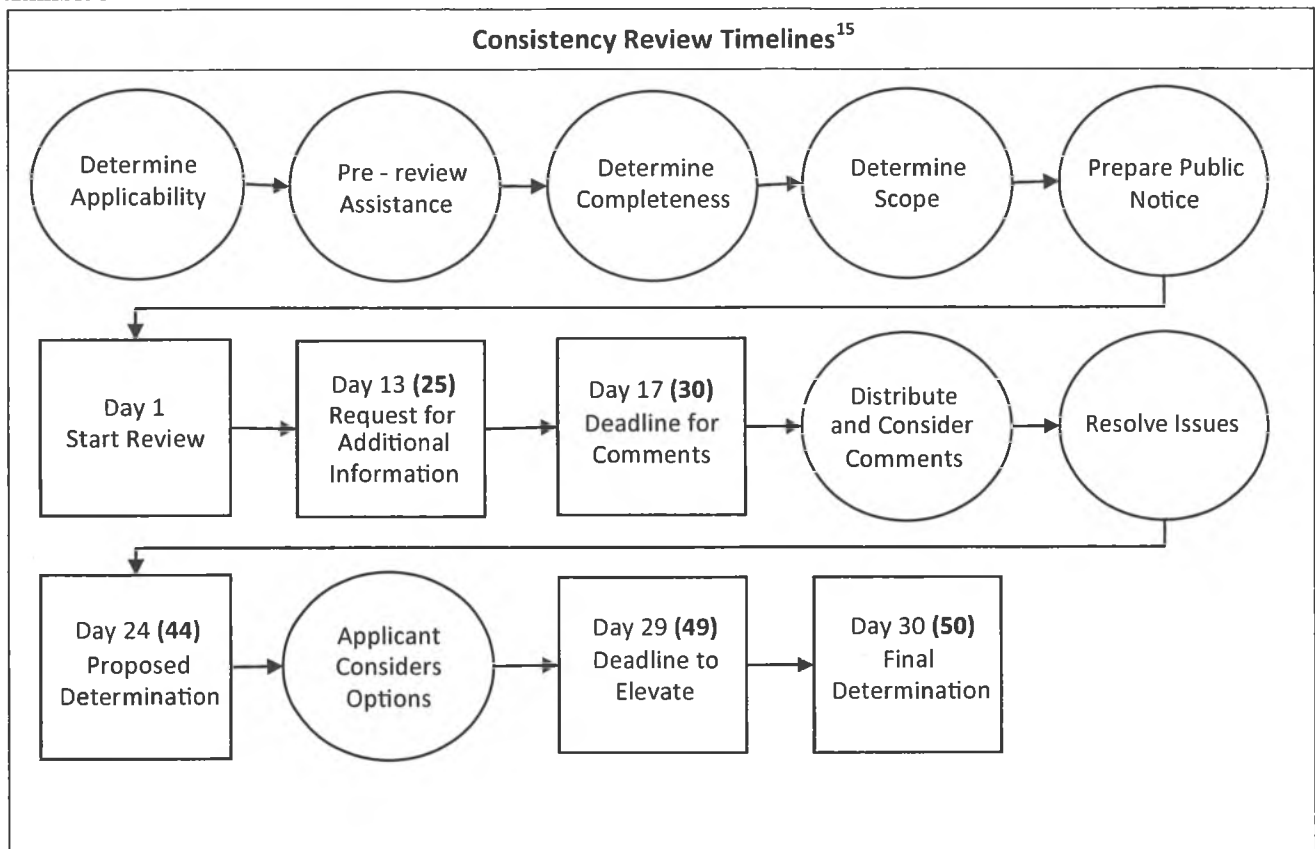 Consistency Review Timelines15
Determine
Applicability
Pre - review
Assistance
Determine
Completeness
Determine
Scope
Prepare Public
Notice
Day 1
Start Review
Day 13 (25)
Request for
Additional
Information
Day 17 (30)
Deadline for
Comments
Distribute
and Consider
Comments
Resolve Issues
Day 24 (44)
Proposed
Determination
Applicant
Considers
Options
Day 29 (49)
Deadline to
Elevate
Day 30 (50)
Final
Determination